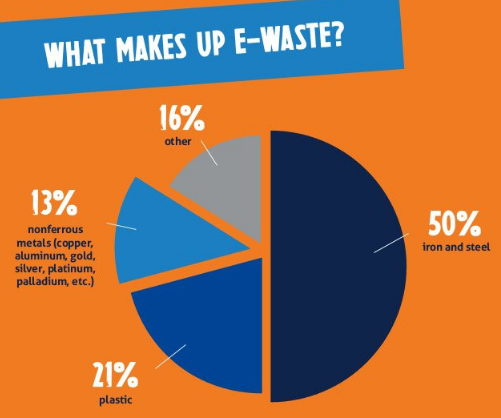 WHAT MAKES UP E-WASTE?
16%
other
13%
nonferrous
metals (copper,
aluminum, gold,
silver, platinum,
palladium, etc.)
50%
iron and steel
21%
plastic